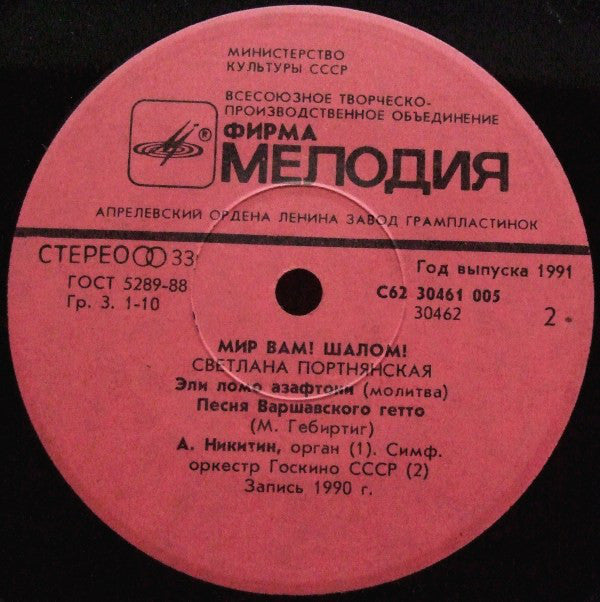 МИНИСТЕРСТВО
КУЛЬТУРЫ СССР
ВСЕСОЮЗНОЕ ТВОРЧЕСКО-
ПРОИЗВОДСТВЕННОЕ ОБЪЕДИНЕНИЕ
®
ФИРМА
МЕЛОДИЯ
АПРЕЛЕВСКИЙ ОРДЕНА ЛЕНИНА ЗАВОД ГРАМПЛАСТИНОК
СТЕРЕО 33
Год выпуска 1991
ГОСТ 5289-88
Гр. 3. 1-10
С62 30461 005
30462
2
МИР ВАМ! ШАЛОМ!
СВЕТЛАНА ПОРТНЯНСКАЯ
Эли ломо азафтони (молитва)
Песня Варшавского гетто
(М. Гебиртиг)
А. Никитин, орган (1). Симф.
оркестр Госкино СССР (2)
Запись 1990 г.